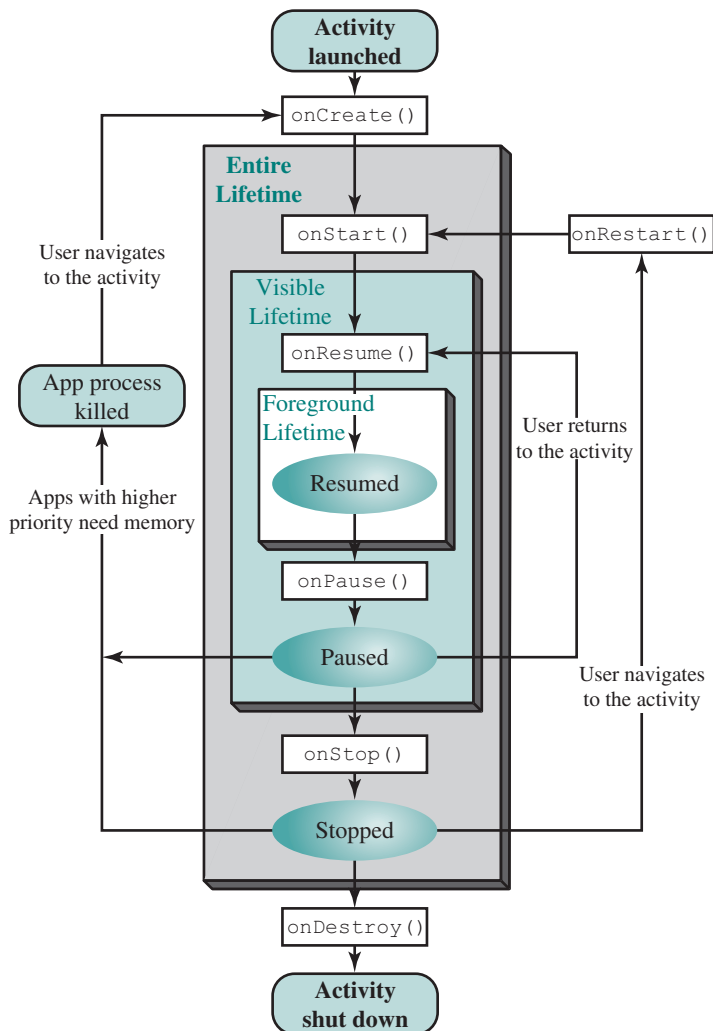 Activity
launched
onCreate()
Entire
Lifetime
onStart()
onRestart()
User navigates
to the activity
Visible
Lifetime
onResume()
App process
killed
Foreground
Lifetime
User returns
to the activity
Resumed
Apps with higher
priority need memory
onPause()
Paused
User navigates
to the activity
onStop()
Stopped
onDestroy()
Activity
shut down